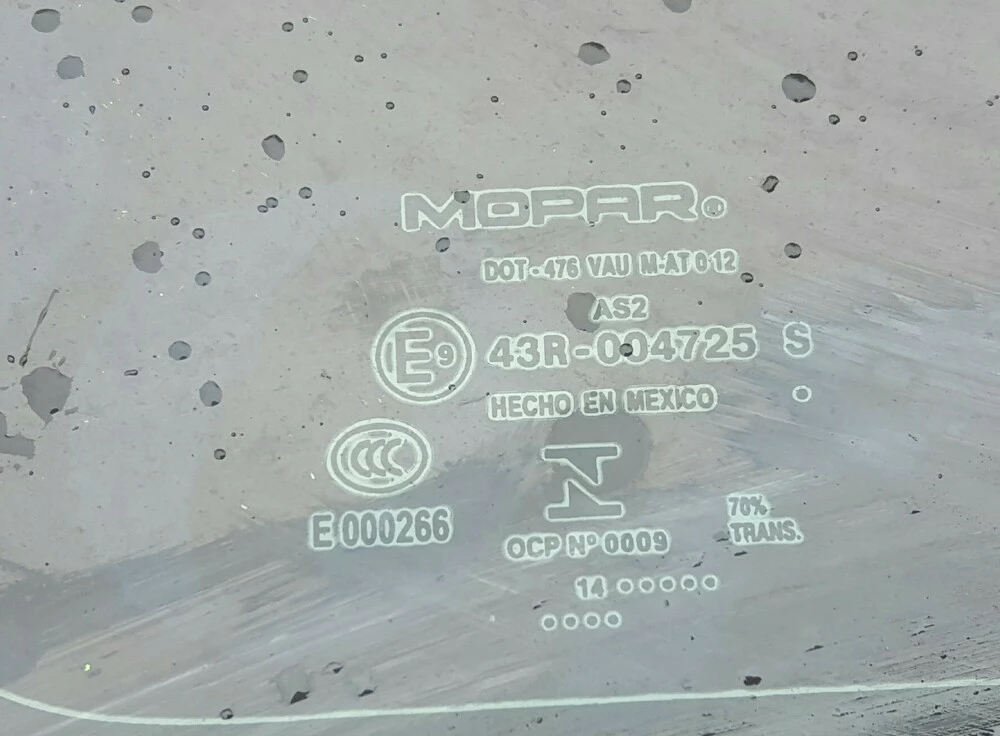 MOPAR®
DOT-476 VAU M-AT 0 12
AS2
E9 43R-004725 S
HECHO EN MEXICO
CCC
E 000266
N
OCP Nº 0009
70% TRANS.
14